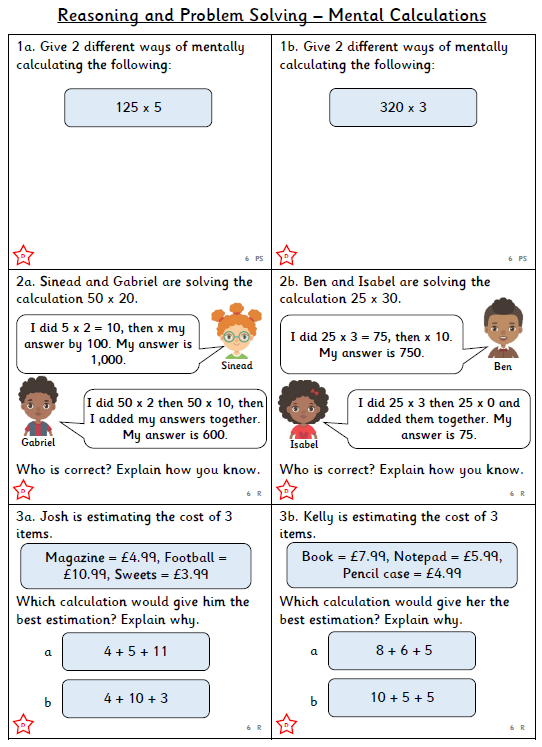 Reasoning and Problem Solving – Mental Calculations
1a. Give 2 different ways of mentally
calculating the following:
125 x 5
D
6 PS
1b. Give 2 different ways of mentally
calculating the following:
320 x 3
D
6 PS
2a. Sinead and Gabriel are solving the
calculation 50 x 20.
I did 5 x 2 = 10, then x my
answer by 100. My answer is
1,000.
Sinead
I did 50 x 2 then 50 x 10, then
I added my answers together.
My answer is 600.
Gabriel
Who is correct? Explain how you know.
D
6 R
2b. Ben and Isabel are solving the
calculation 25 x 30.
I did 25 x 3 = 75, then x 10.
My answer is 750.
Ben
I did 25 x 3 then 25 x 0 and
added them together. My
answer is 75.
Isabel
Who is correct? Explain how you know.
D
6 R
3a. Josh is estimating the cost of 3
items.
Magazine = £4.99, Football =
£10.99, Sweets = £3.99
Which calculation would give him the
best estimation? Explain why.
a 4 + 5 + 11
b 4 + 10 + 3
D
6 R
3b. Kelly is estimating the cost of 3
items.
Book = £7.99, Notepad = £5.99,
Pencil case = £4.99
Which calculation would give her the
best estimation? Explain why.
a 8 + 6 + 5
b 10 + 5 + 5
D
6 R